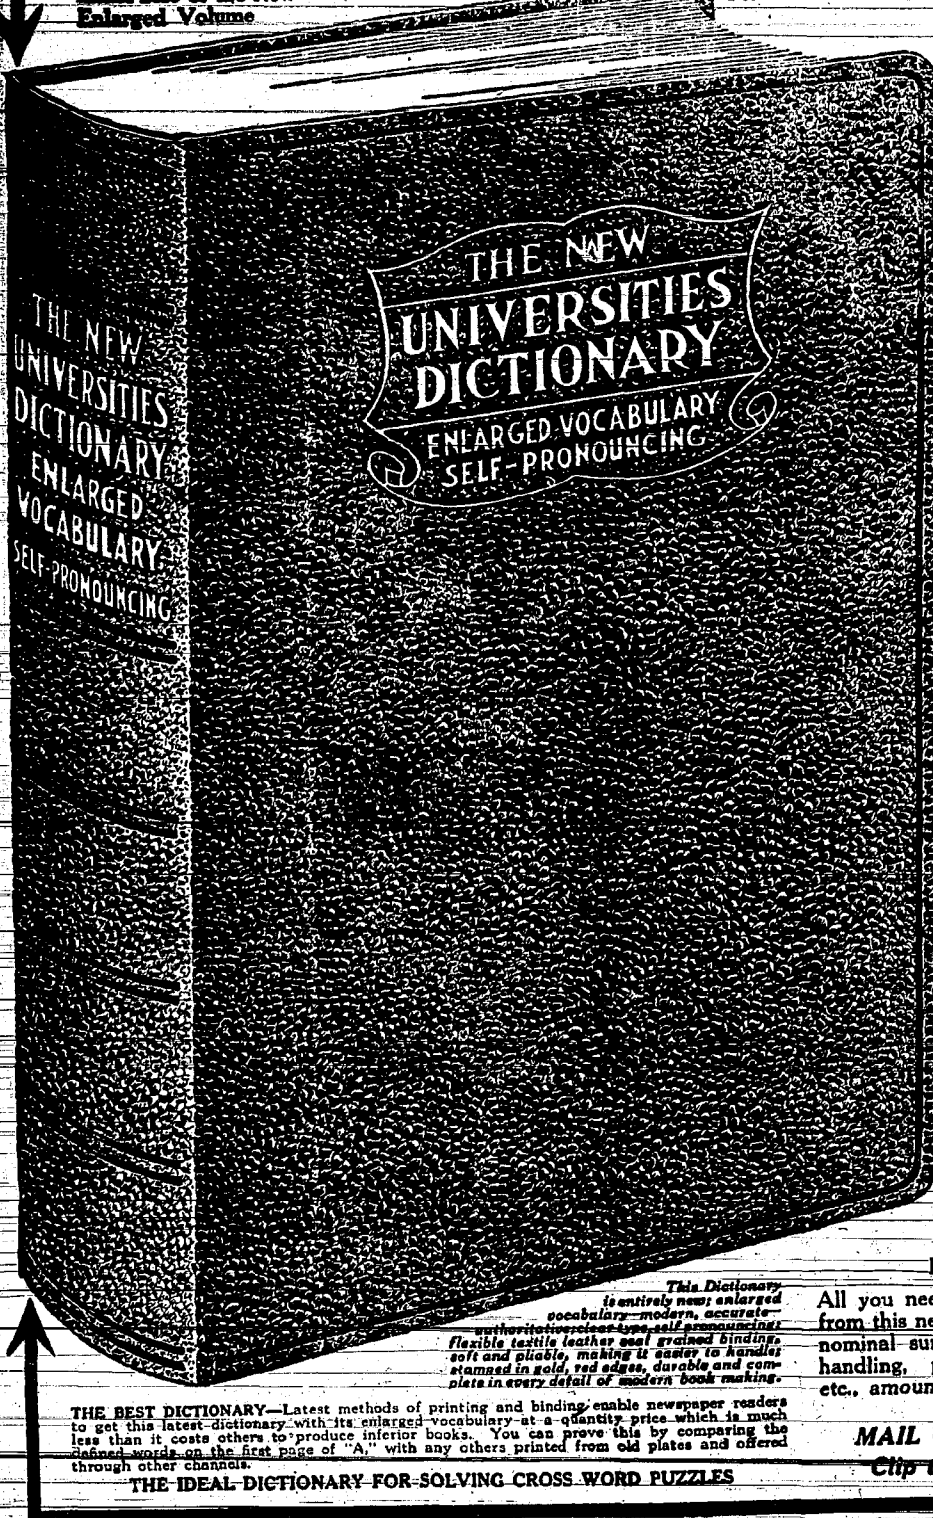 Enlarged Volume
THE NEW
UNIVERSITIES
DICTIONARY
ENLARGED VOCABULARY
SELF-PRONOUNCING
THE NEW
UNIVERSITIES
DICTIONARY
ENLARGED
VOCABULARY
SELF-PRONOUNCING
This Dictionary
is entirely new; enlarged
vocabulary—modern, accurate—
authoritative; clear type, self pronouncing;
flexible textile leather seal grained binding,
soft and pliable, making it easier to handle;
stamped in gold, red edges, durable and com-
plete in every detail of modern book making.
THE BEST DICTIONARY—Latest methods of printing and binding enable newspaper readers
to get this latest dictionary with its enlarged vocabulary at a quantity price which is much
less than it costs others to produce inferior books. You can prove this by comparing the
defined words on the first page of "A," with any others printed from old plates and offered
through other channels.
THE IDEAL DICTIONARY FOR SOLVING CROSS WORD PUZZLES
All you nee
from this ne
nominal su
handling,
etc., amoun
MAIL
Clip